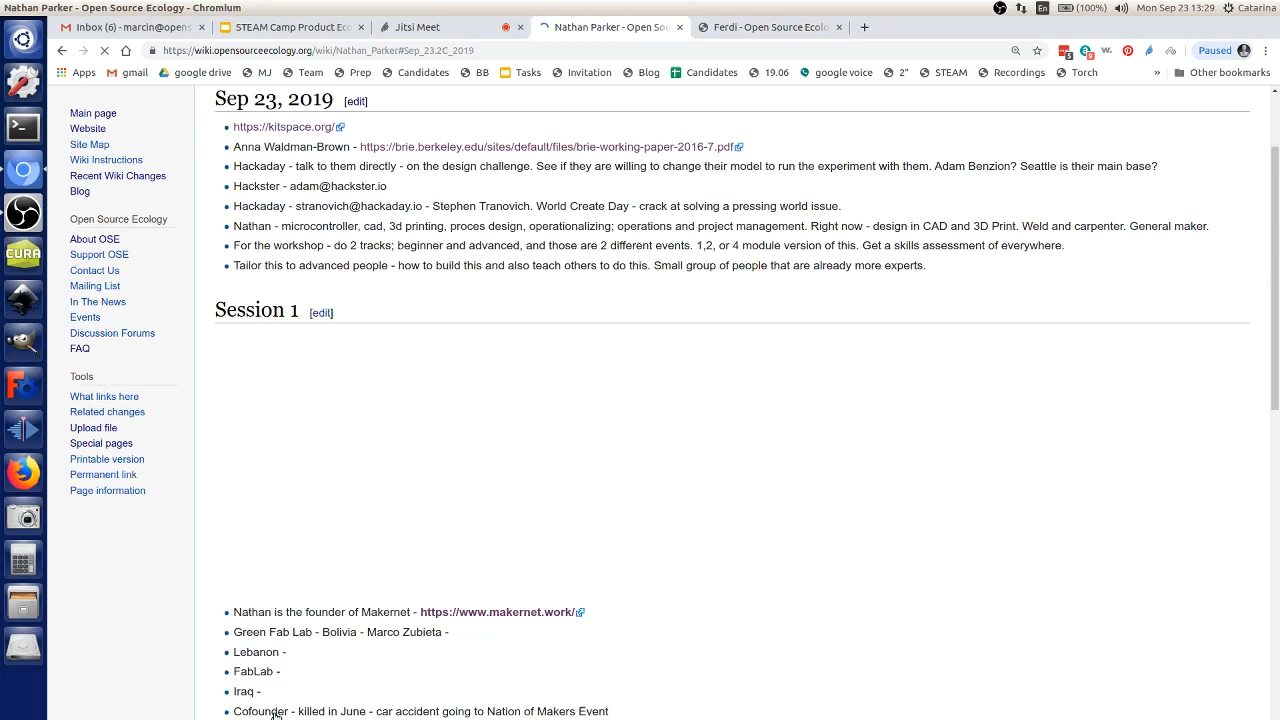 Nathan Parker - Open Source Ecology - Chromium
En (100%) Mon Sep 23 13:29 Catarina
Inbox (6) - marcin@opens
STEAM Camp Product Eco
Jitsi Meet
Nathan Parker - Open Sou
Ferdi - Open Source Ecolo
https://wiki.opensourceecology.org/wiki/Nathan_Parker#Sep_23.2C_2019
Paused
Apps gmail google drive MJ Team Prep Candidates BB Tasks Invitation Blog Candidates 19.06 google voice 2" STEAM Recordings Torch » Other bookmarks
Main page
Website
Site Map
Wiki Instructions
Recent Wiki Changes
Blog
Open Source Ecology
About OSE
Support OSE
Contact Us
Mailing List
In The News
Events
Discussion Forums
FAQ
Tools
What links here
Related changes
Upload file
Special pages
Printable version
Permanent link
Page information
Sep 23, 2019 [edit]
https://kitspace.org/
Anna Waldman-Brown - https://brie.berkeley.edu/sites/default/files/brie-working-paper-2016-7.pdf
Hackaday - talk to them directly - on the design challenge. See if they are willing to change their model to run the experiment with them. Adam Benzion? Seattle is their main base?
Hackster - adam@hackster.io
Hackaday - stranovich@hackaday.io - Stephen Tranovich. World Create Day - crack at solving a pressing world issue.
Nathan - microcontroller, cad, 3d printing, proces design, operationalizing; operations and project management. Right now - design in CAD and 3D Print. Weld and carpenter. General maker.
For the workshop - do 2 tracks; beginner and advanced, and those are 2 different events. 1,2, or 4 module version of this. Get a skills assessment of everywhere.
Tailor this to advanced people - how to build this and also teach others to do this. Small group of people that are already more experts.
Session 1 [edit]
Nathan is the founder of Makernet - https://www.makernet.work/
Green Fab Lab - Bolivia - Marco Zubieta -
Lebanon -
FabLab -
Iraq -
Cofounder - killed in June - car accident going to Nation of Makers Event